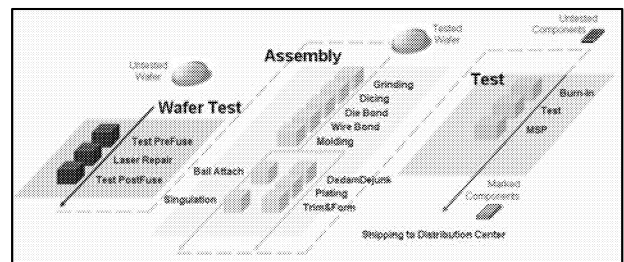 Untested
Wafer
Wafer Test
Test PreFuse
Laser Repair
Test PostFuse
Assembly
Tested
Wafer
Grinding
Dicing
Die Bond
Wire Bond
Molding
Ball Attach
Singulation
DedamDejunk
Plating
Trim&Form
Untested
Components
Test
Burn-In
Test
MSP
Marked
Components
Shipping to Distribution Center